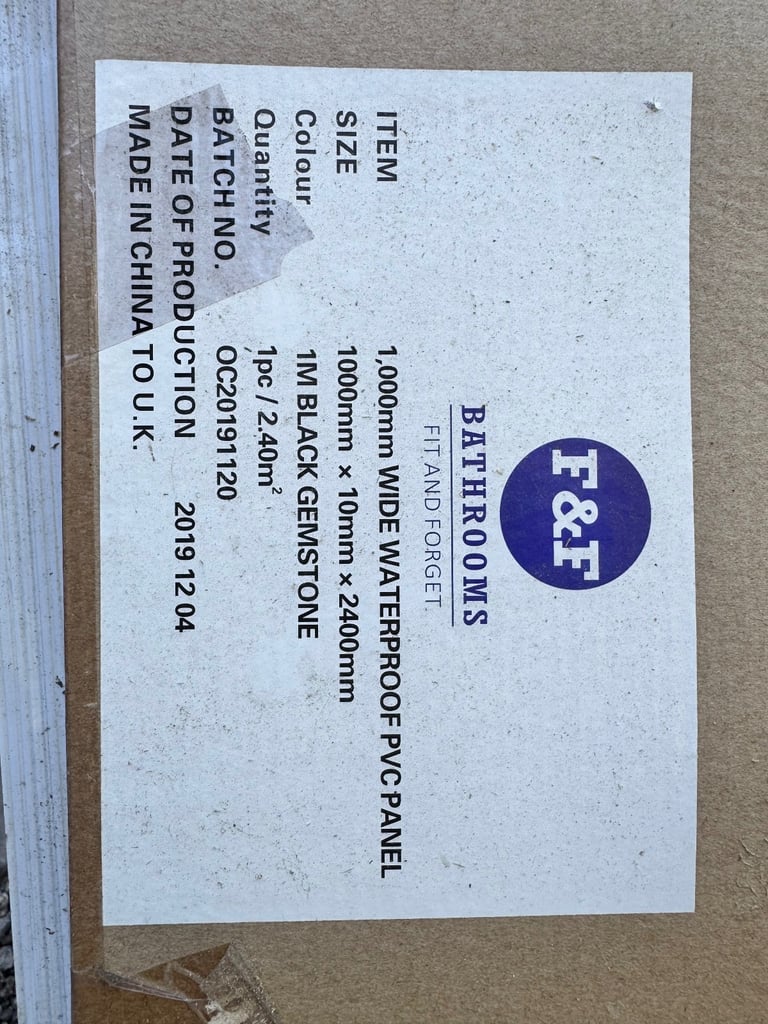 F&F
BATHROOMS
FIT AND FORGET.
ITEM 1,000mm WIDE WATERPROOF PVC PANEL
SIZE 1000mm × 10mm × 2400mm
Colour 1M BLACK GEMSTONE
Quantity 1pc / 2.40m²
BATCH NO. OC20191120
DATE OF PRODUCTION 2019 12 04
MADE IN CHINA TO U.K.